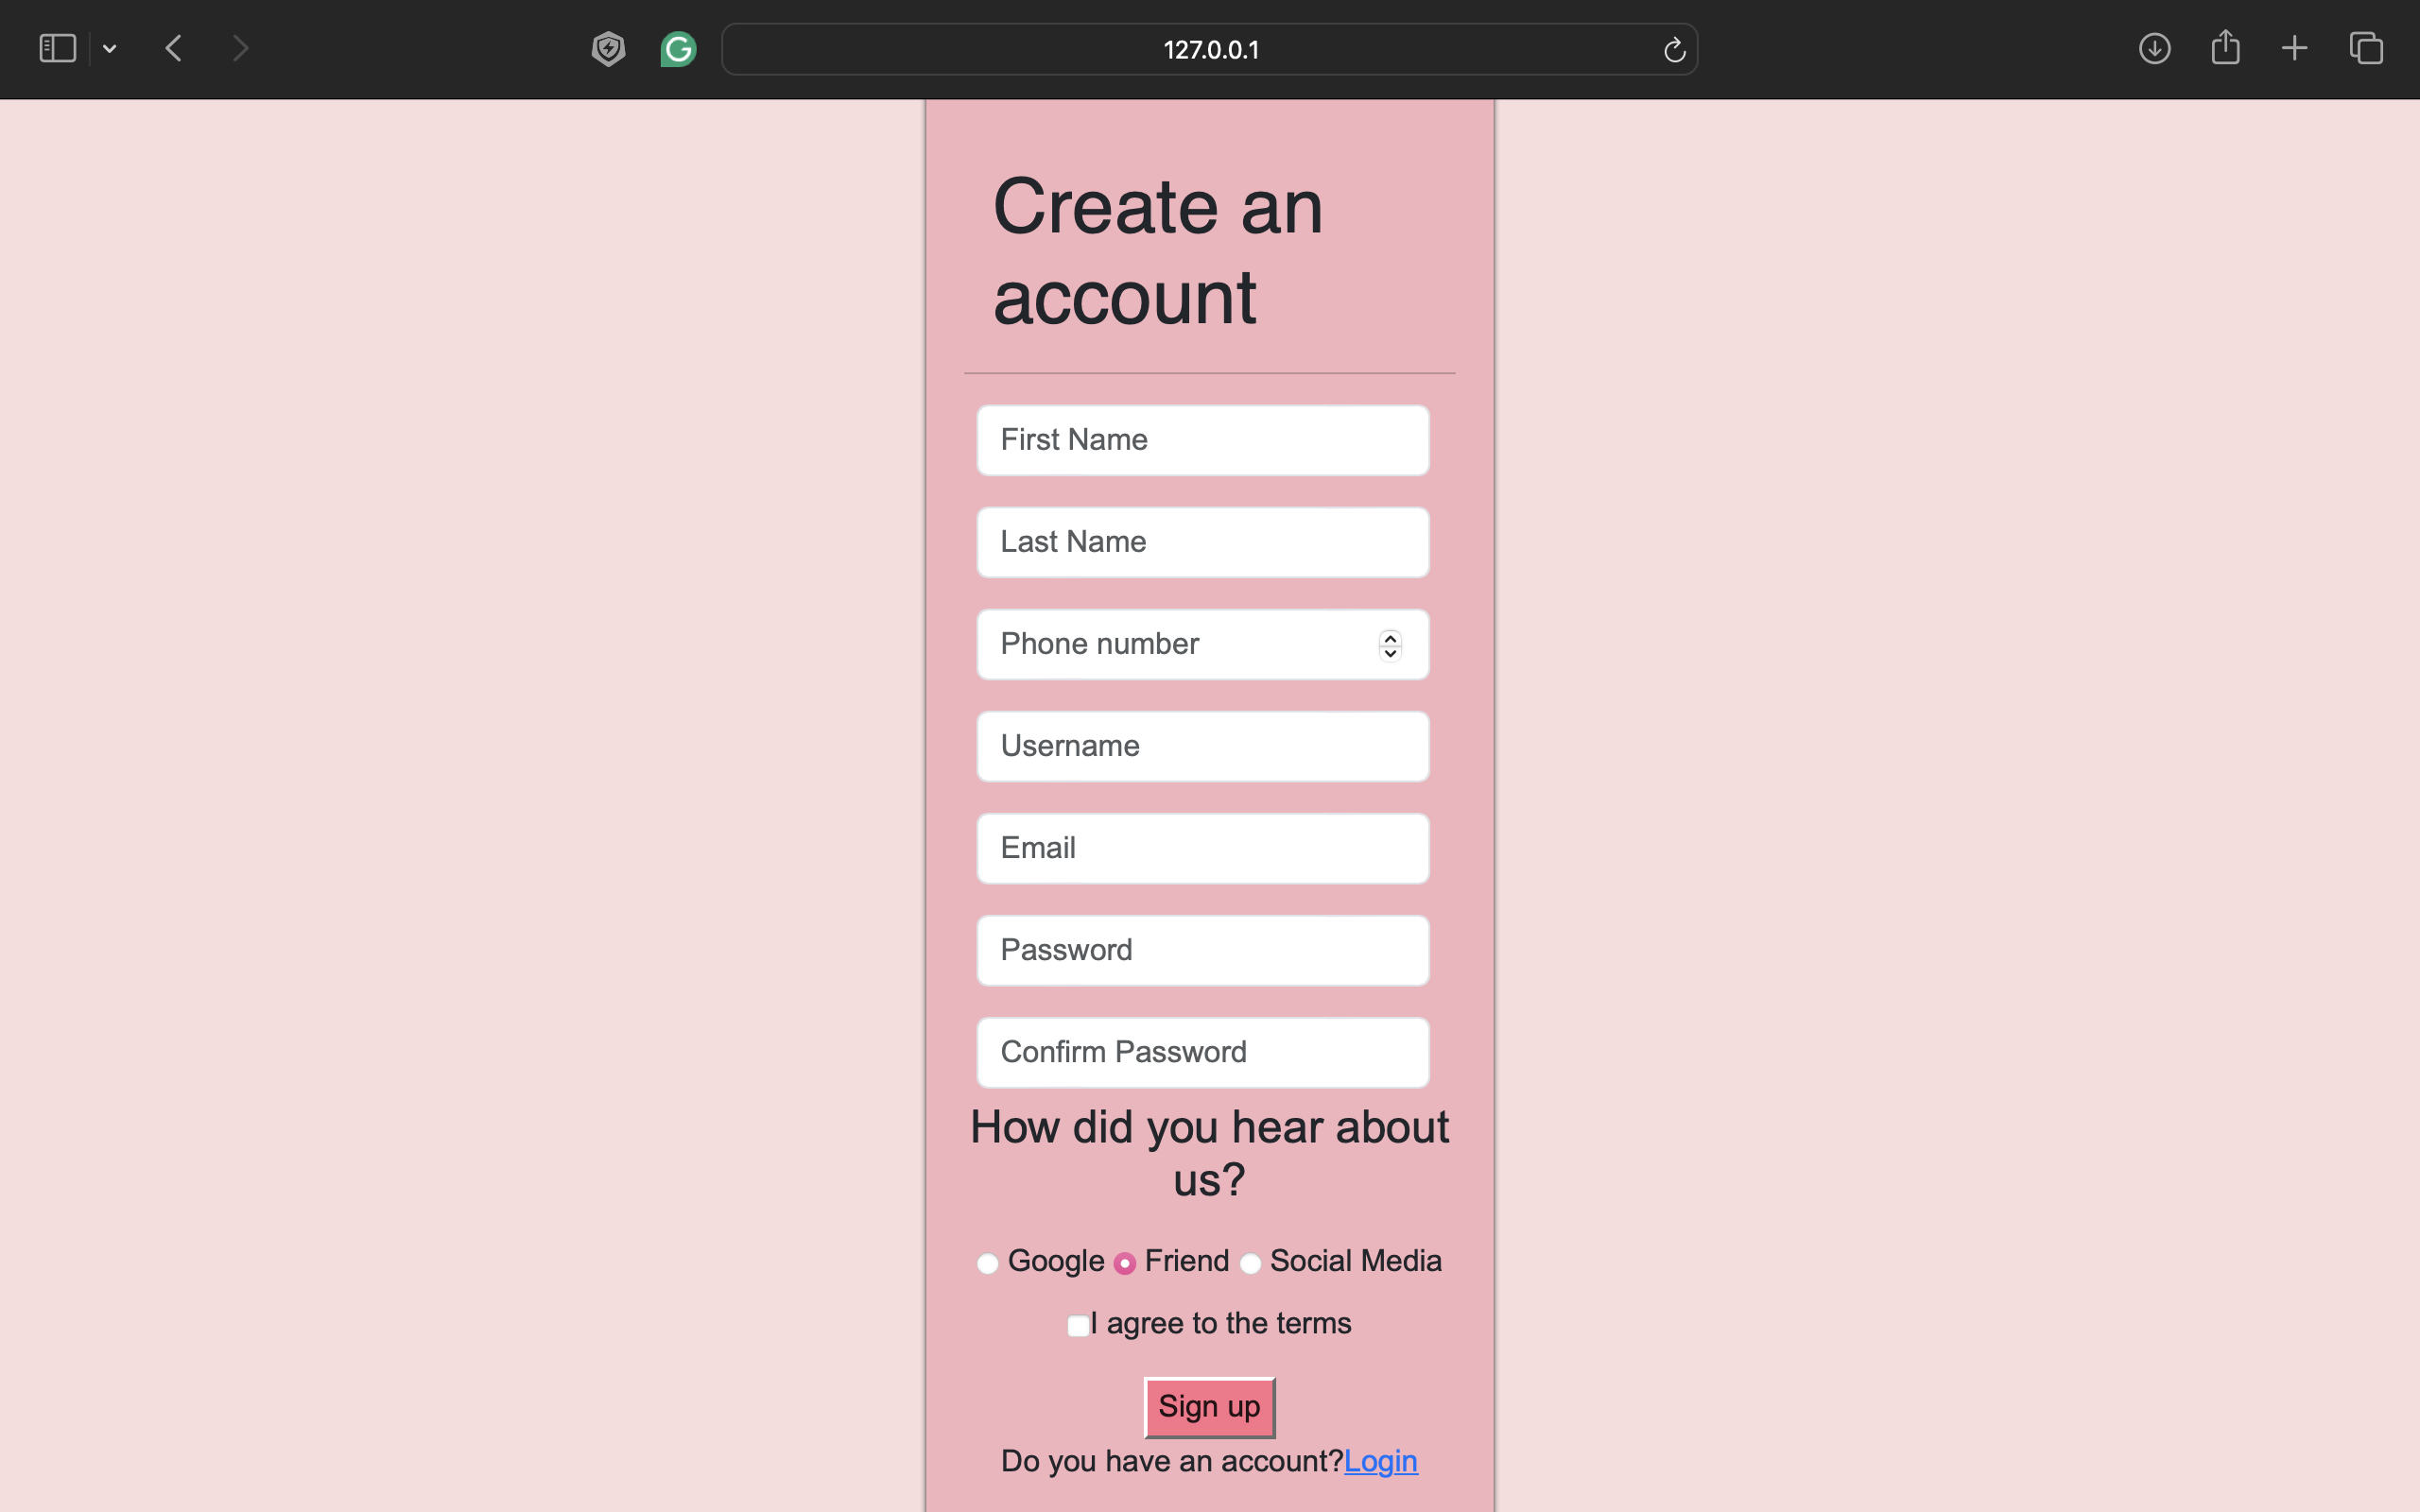 127.0.0.1
Create an
account
First Name
Last Name
Phone number
Username
Email
Password
Confirm Password
How did you hear about
us?
Google Friend Social Media
I agree to the terms
Sign up
Do you have an account?Login